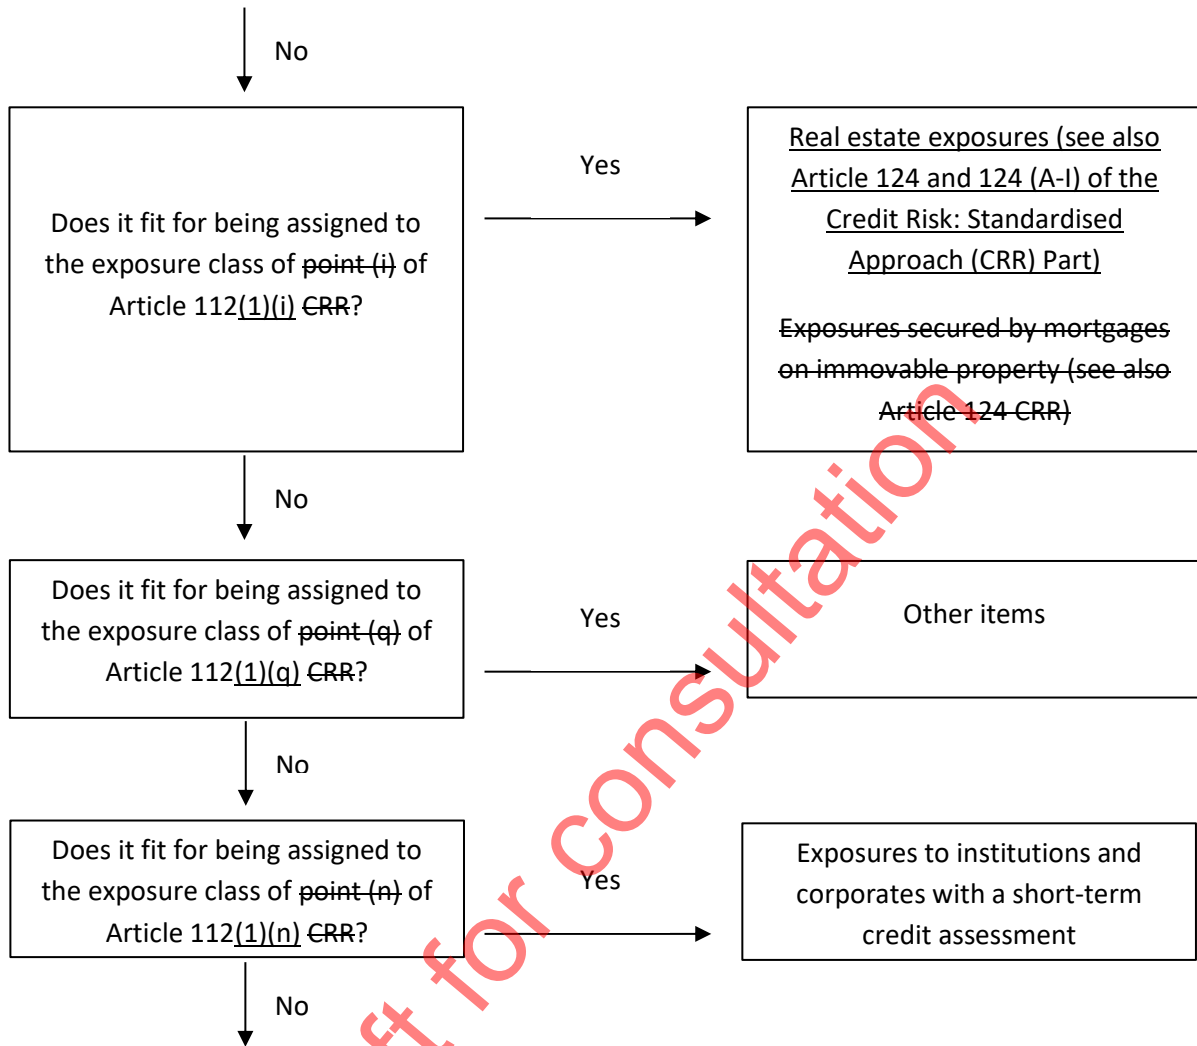 No
Does it fit for being assigned to
the exposure class of point (i) of
Article 112(1)(i) CRR?
Yes
Real estate exposures (see also
Article 124 and 124 (A-I) of the
Credit Risk: Standardised
Approach (CRR) Part)
Exposures secured by mortgages
on immovable property (see also
Article 124 CRR)
No
Does it fit for being assigned to
the exposure class of point (q) of
Article 112(1)(q) CRR?
Yes
Other items
No
Does it fit for being assigned to
the exposure class of point (n) of
Article 112(1)(n) CRR?
Yes
Exposures to institutions and
corporates with a short-term
credit assessment
No
ft for consultation